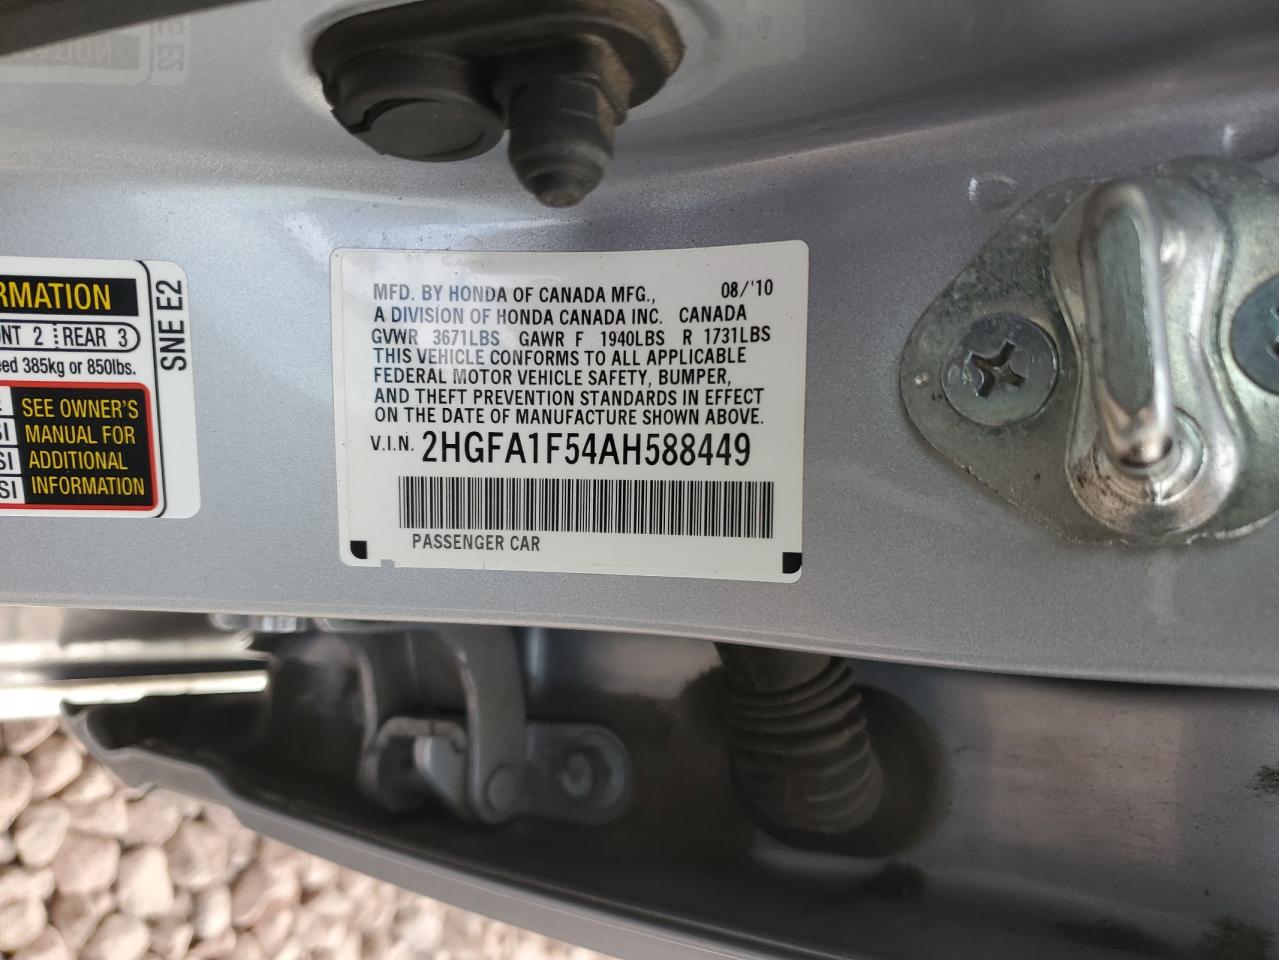 RMATION
NT 2 REAR 3
eed 385kg or 850lbs.
SEE OWNER'S
MANUAL FOR
SI ADDITIONAL
SI INFORMATION
SNE E2
MFD. BY HONDA OF CANADA MFG., 08/'10
A DIVISION OF HONDA CANADA INC. CANADA
GVWR 3671LBS GAWR F 1940LBS R 1731LBS
THIS VEHICLE CONFORMS TO ALL APPLICABLE
FEDERAL MOTOR VEHICLE SAFETY, BUMPER,
AND THEFT PREVENTION STANDARDS IN EFFECT
ON THE DATE OF MANUFACTURE SHOWN ABOVE.
V.I.N. 2HGFA1F54AH588449
PASSENGER CAR